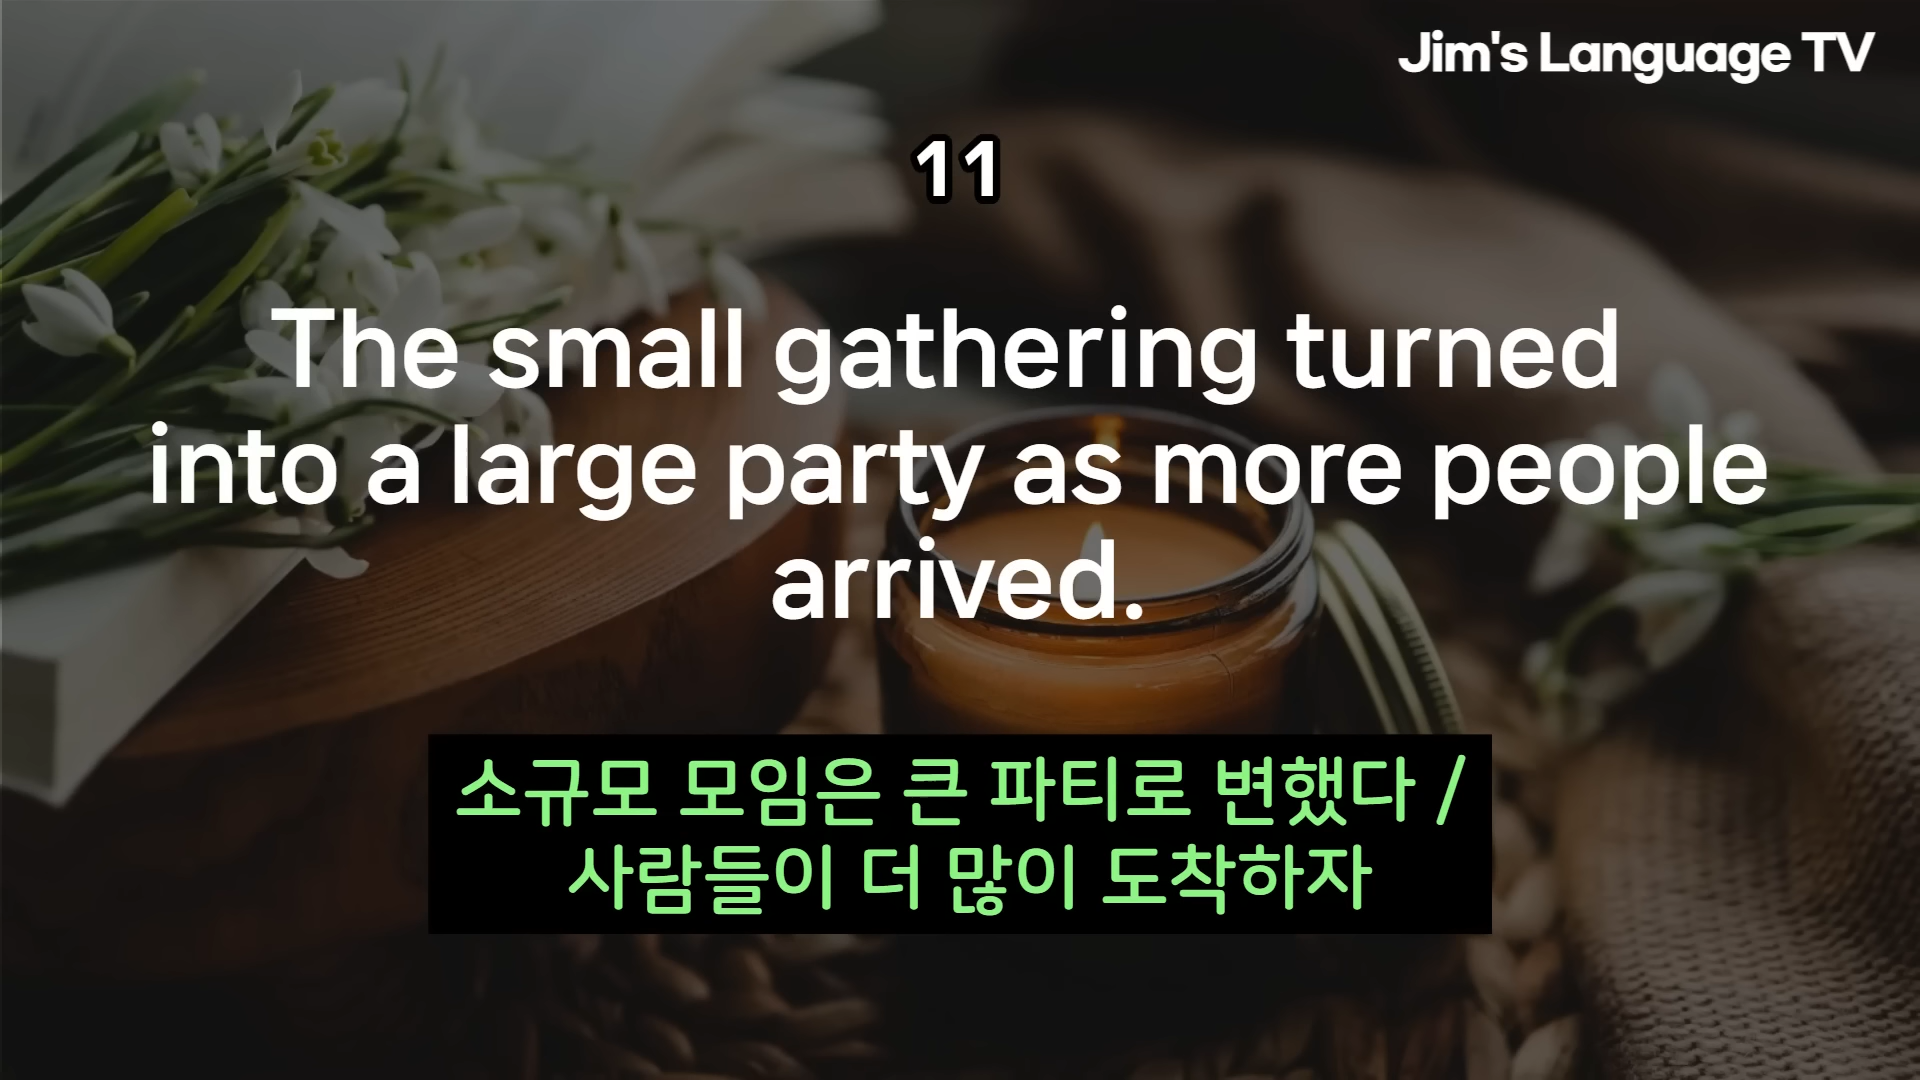 Jim's Language TV
11
The small gathering turned
into a large party as more people
arrived.
소규모 모임은 큰 파티로 변했다 /
사람들이 더 많이 도착하자